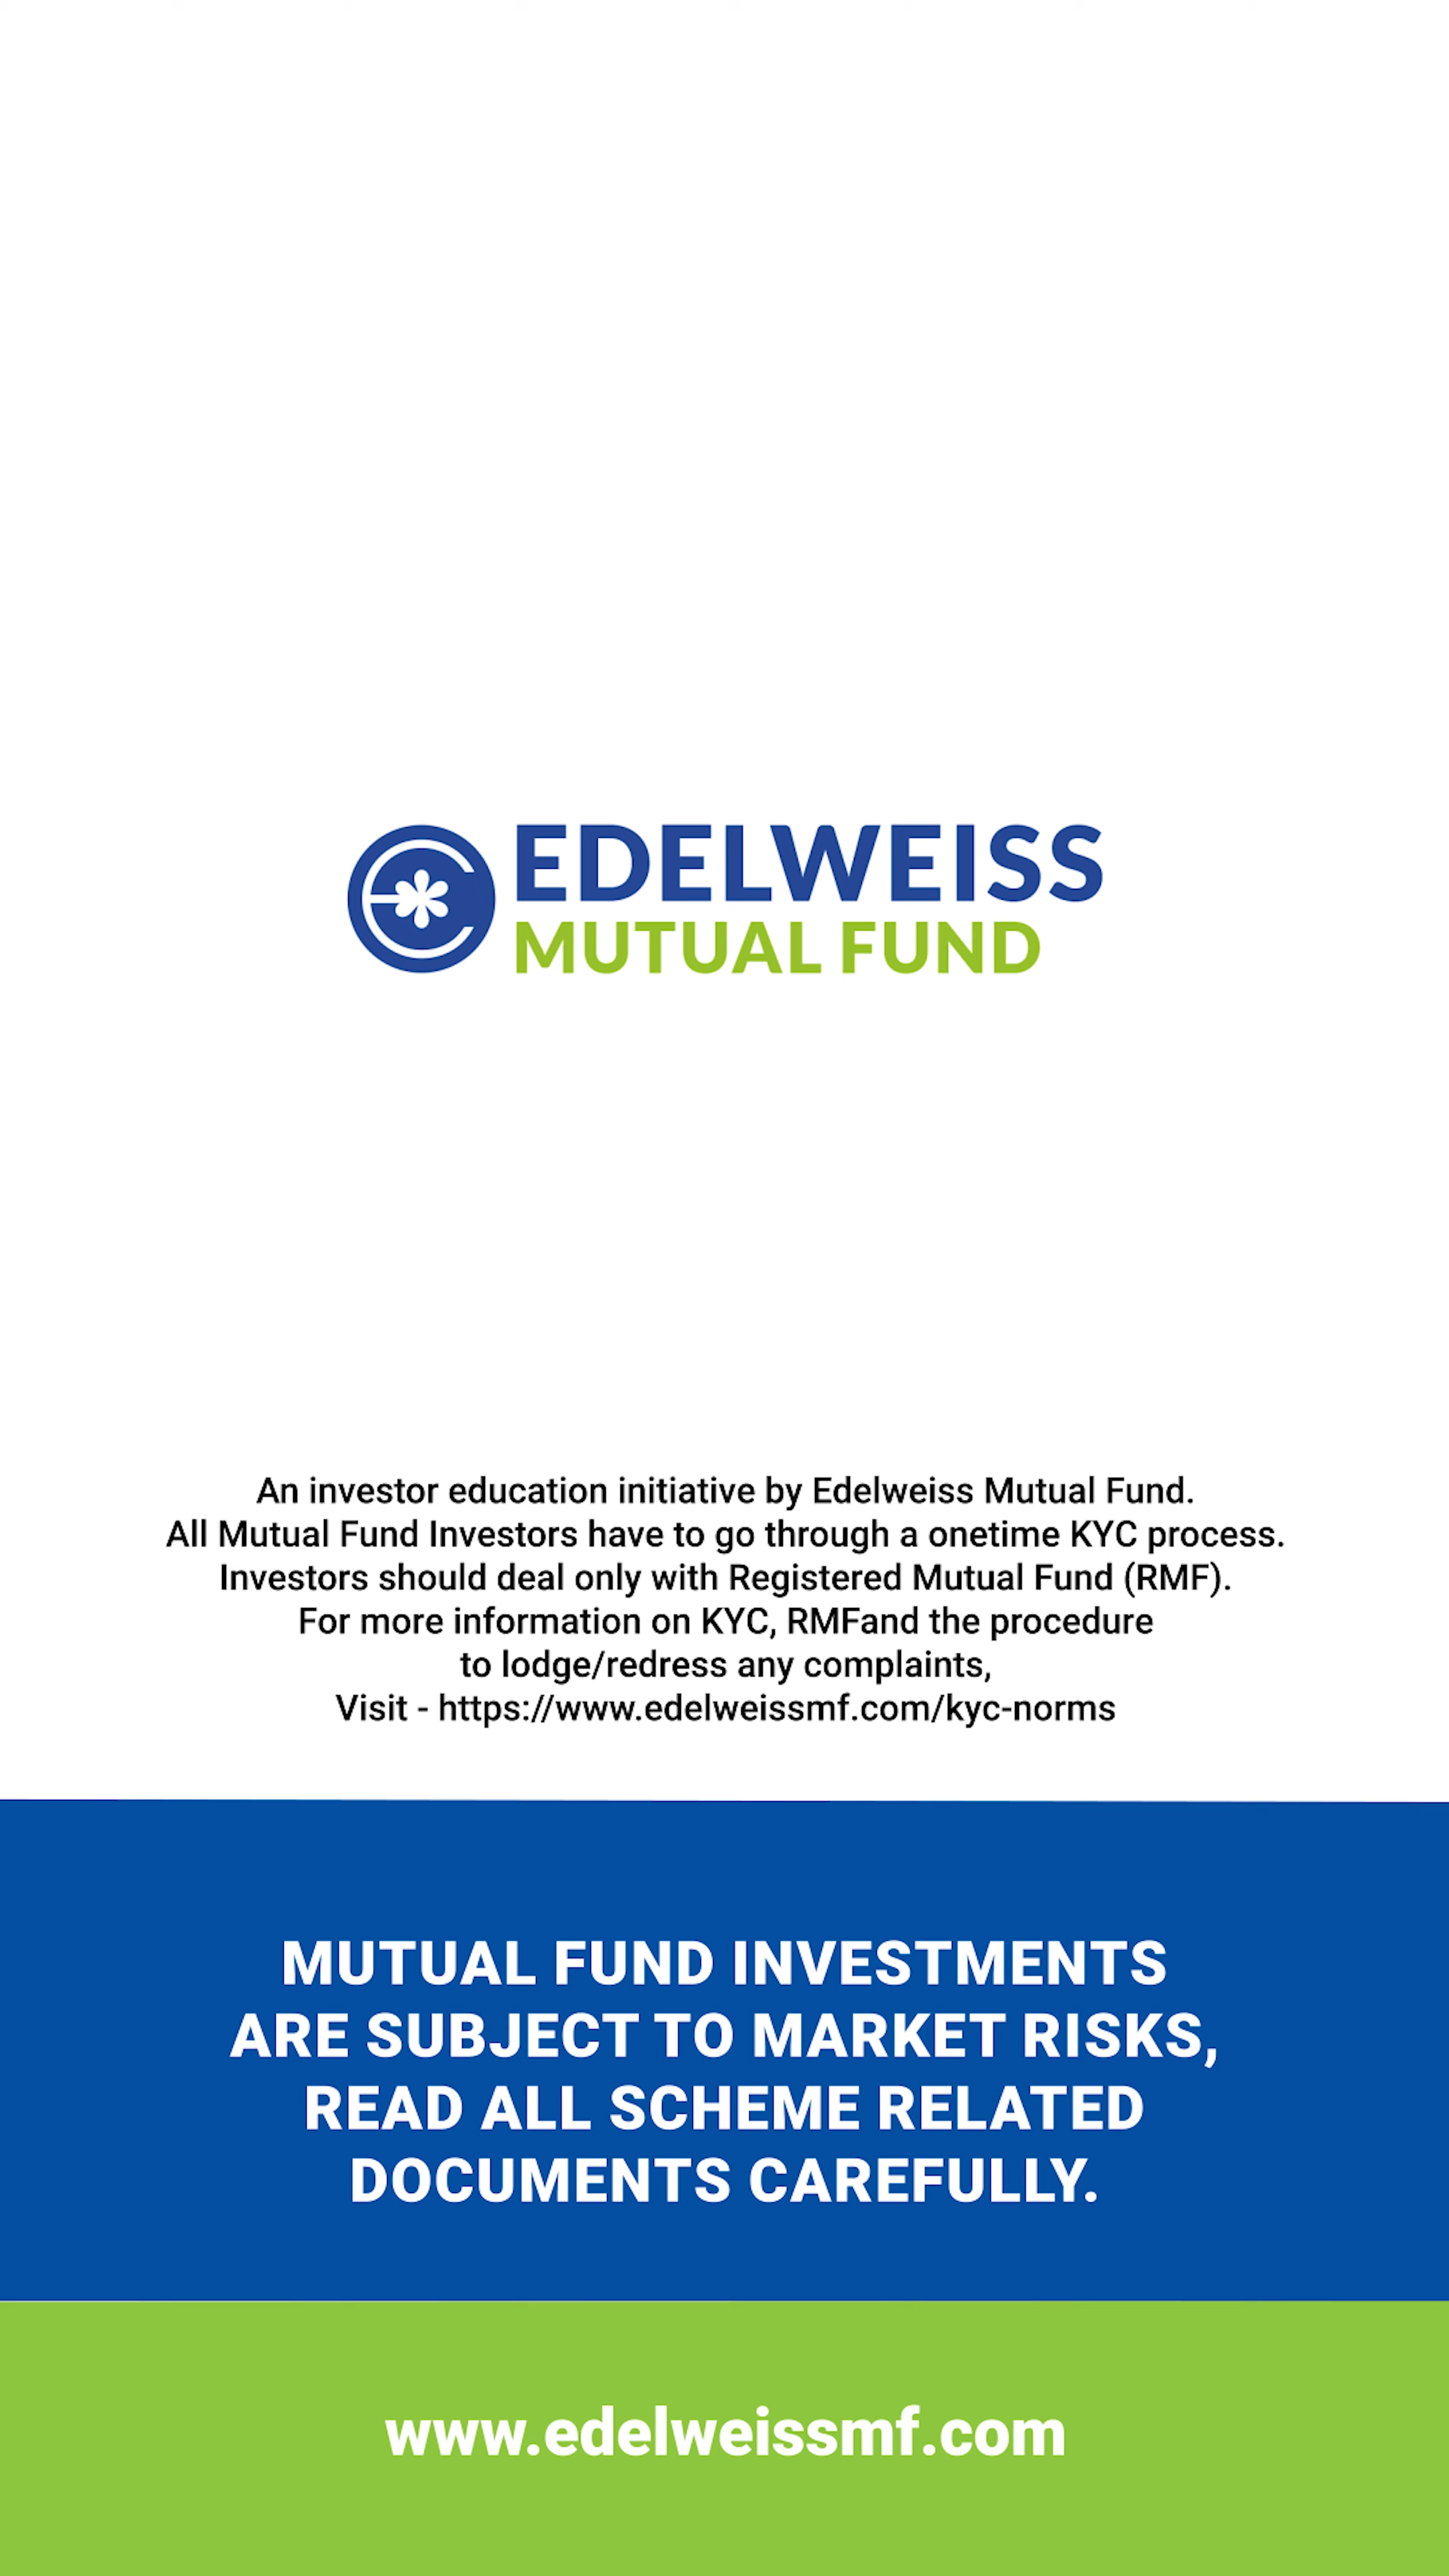 EDELWEISS
MUTUAL FUND
An investor education initiative by Edelweiss Mutual Fund.
All Mutual Fund Investors have to go through a onetime KYC process.
Investors should deal only with Registered Mutual Fund (RMF).
For more information on KYC, RMFand the procedure
to lodge/redress any complaints,
Visit - https://www.edelweissmf.com/kyc-norms
MUTUAL FUND INVESTMENTS
ARE SUBJECT TO MARKET RISKS,
READ ALL SCHEME RELATED
DOCUMENTS CAREFULLY.
www.edelweissmf.com